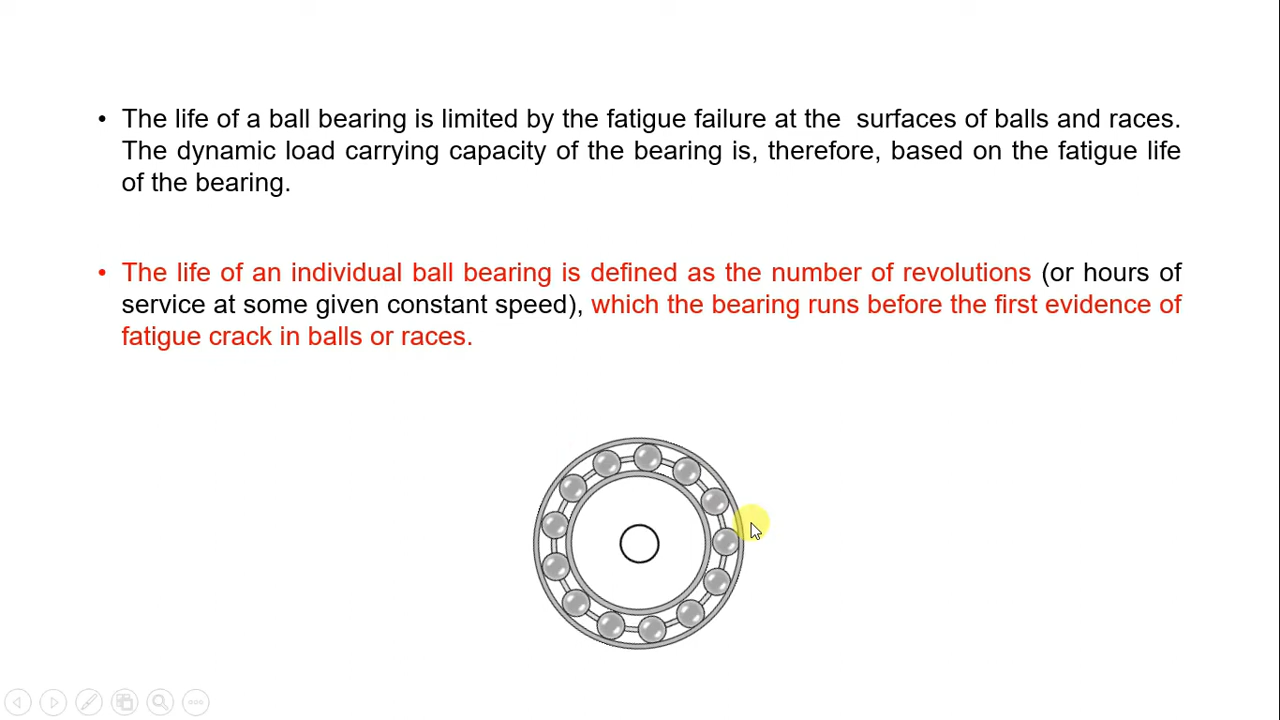 • The life of a ball bearing is limited by the fatigue failure at the surfaces of balls and races.
The dynamic load carrying capacity of the bearing is, therefore, based on the fatigue life
of the bearing.
• The life of an individual ball bearing is defined as the number of revolutions (or hours of
service at some given constant speed), which the bearing runs before the first evidence of
fatigue crack in balls or races.